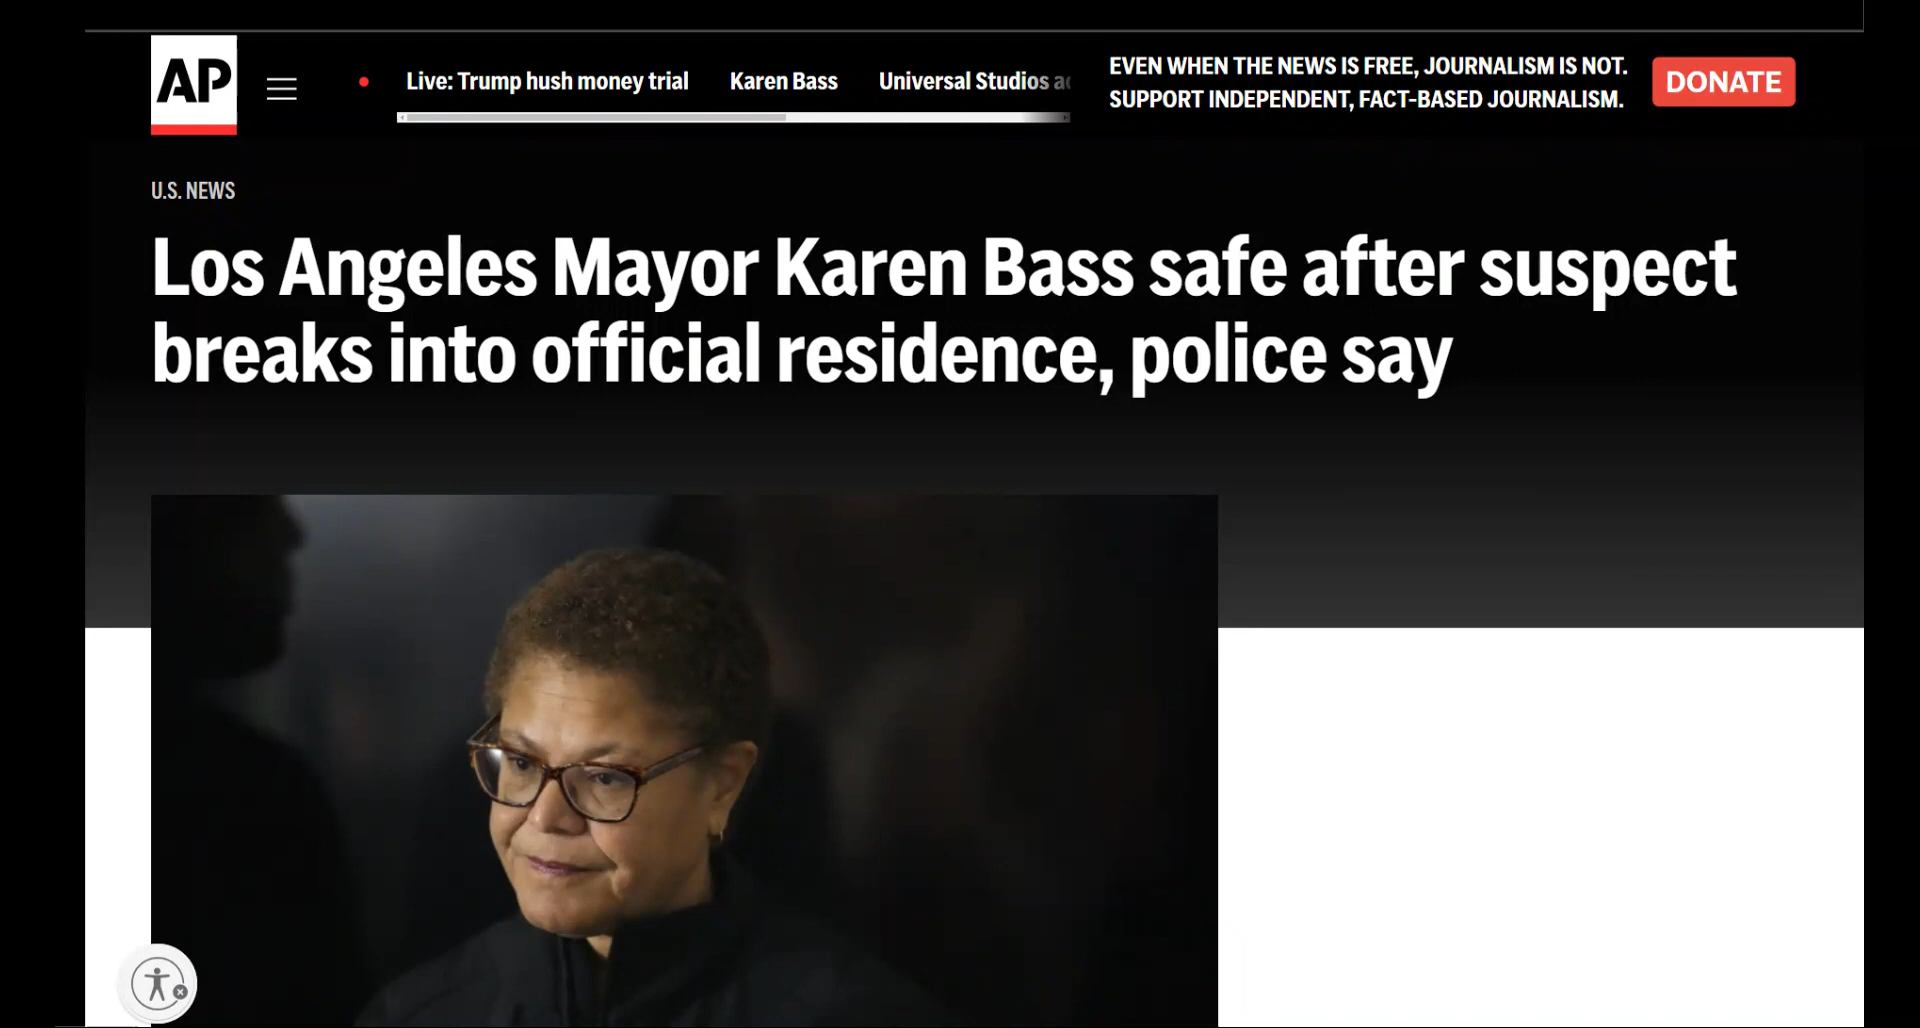 AP
Live: Trump hush money trial Karen Bass Universal Studios
EVEN WHEN THE NEWS IS FREE, JOURNALISM IS NOT.
SUPPORT INDEPENDENT, FACT-BASED JOURNALISM.
DONATE
U.S. NEWS
Los Angeles Mayor Karen Bass safe after suspect
breaks into official residence, police say